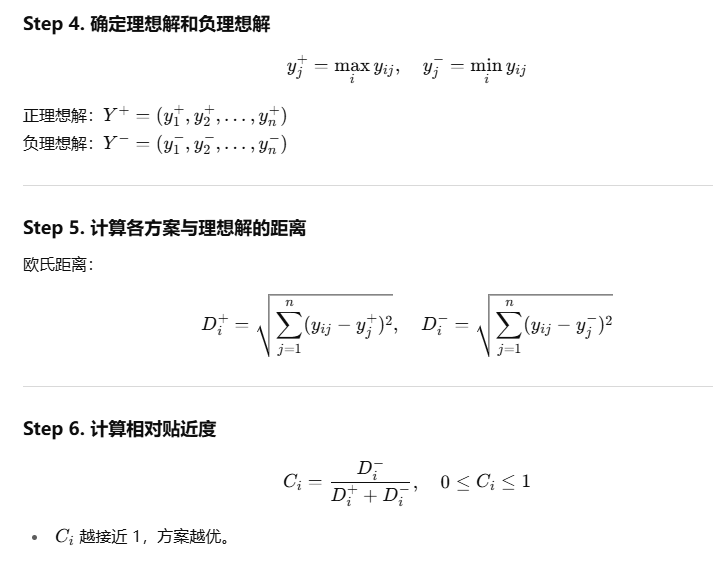 Step 4. 确定理想解和负理想解
$y_j^+ = \max_i y_{ij}, \quad y_j^- = \min_i y_{ij}$
正理想解：$Y^+ = (y_1^+, y_2^+, \ldots, y_n^+)$
负理想解：$Y^- = (y_1^-, y_2^-, \ldots, y_n^-)$
Step 5. 计算各方案与理想解的距离
欧氏距离：
$D_i^+ = \sqrt{\sum_{j=1}^{n} (y_{ij} - y_j^+)^2}, \quad D_i^- = \sqrt{\sum_{j=1}^{n} (y_{ij} - y_j^-)^2}$
Step 6. 计算相对贴近度
$C_i = \frac{D_i^-}{D_i^+ + D_i^-}, \quad 0 \leq C_i \leq 1$
• $C_i$ 越接近 1，方案越优。